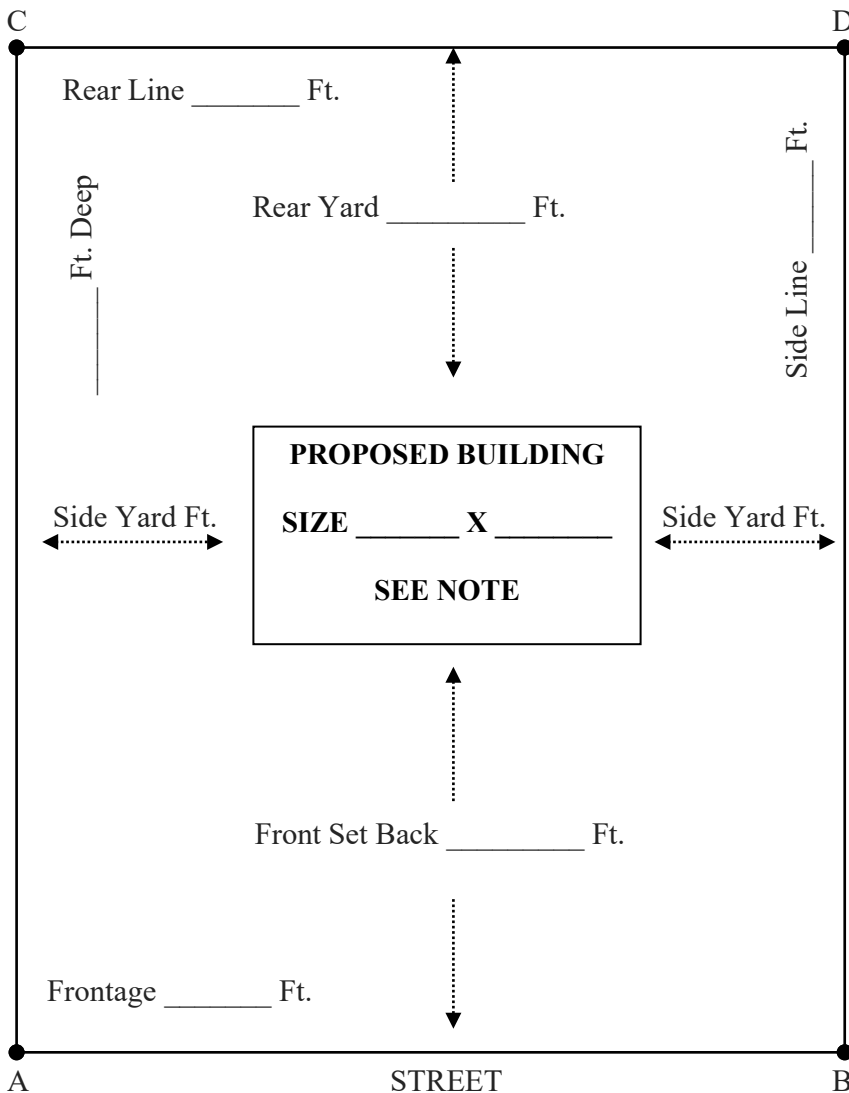 C
D
Rear Line _______ Ft.
_______ Ft. Deep
Side Line ______ Ft.
Rear Yard _________ Ft.
PROPOSED BUILDING
Side Yard Ft.
SIZE _______ X ________
Side Yard Ft.
SEE NOTE
Front Set Back _________ Ft.
Frontage _______ Ft.
A
STREET
B